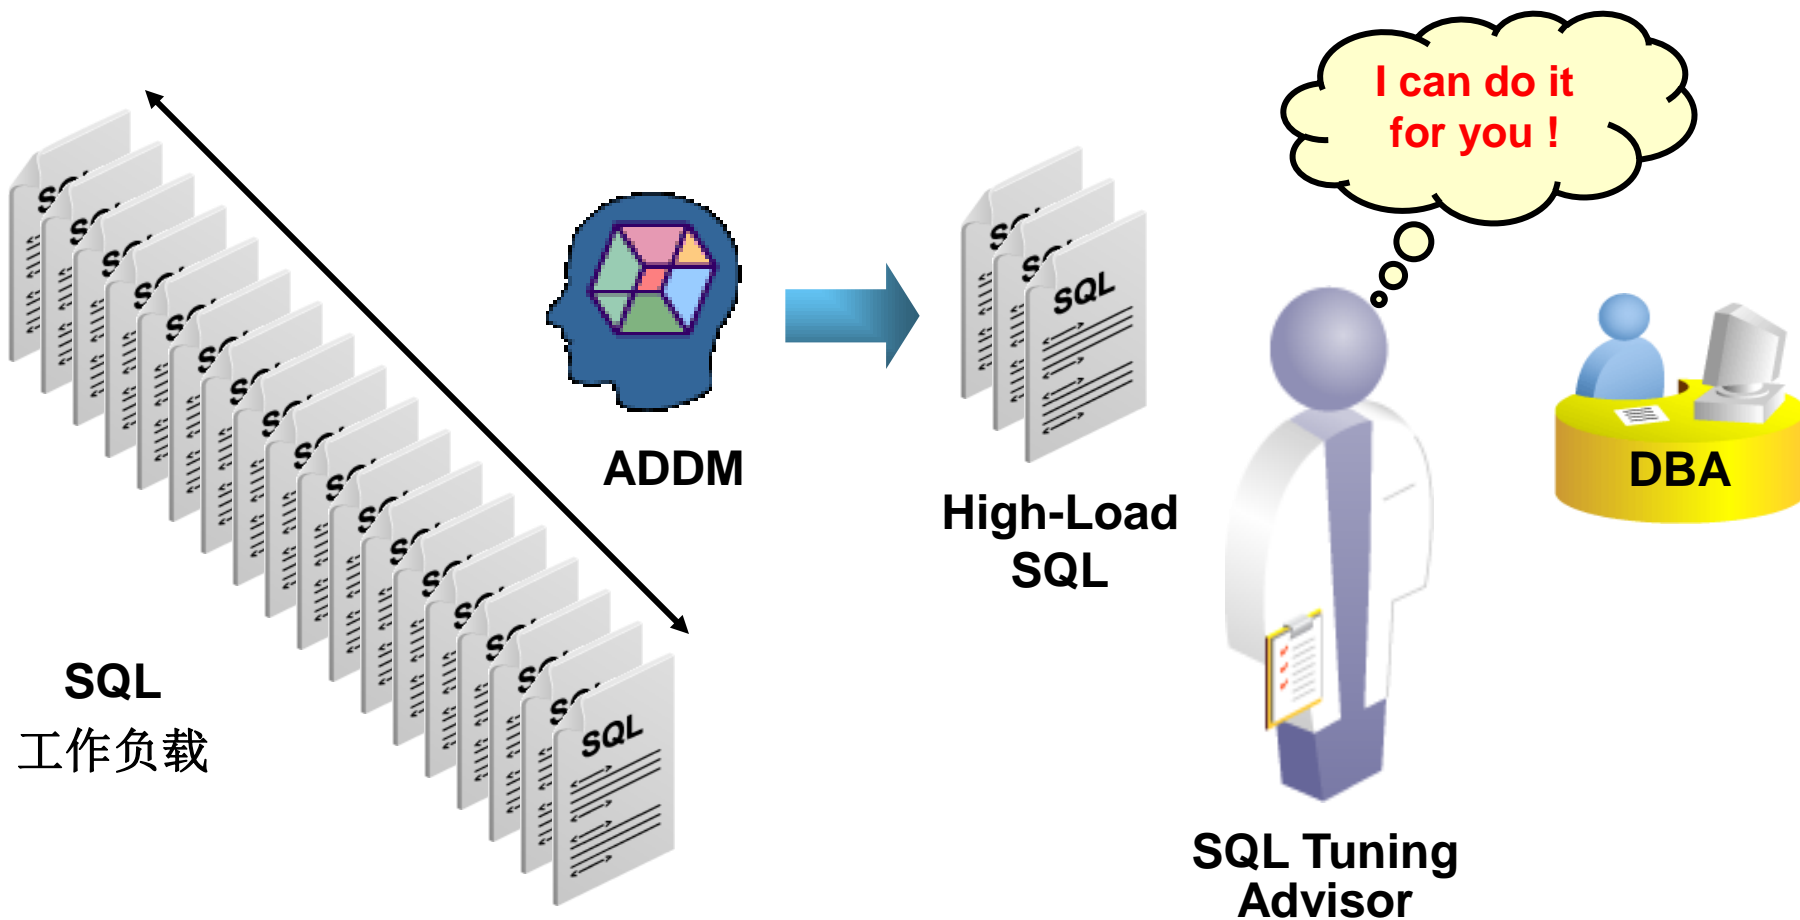 I can do it
for you !
SQL
SQL
ADDM
High-Load
SQL
DBA
SQL
工作负载
SQL
SQL Tuning
Advisor